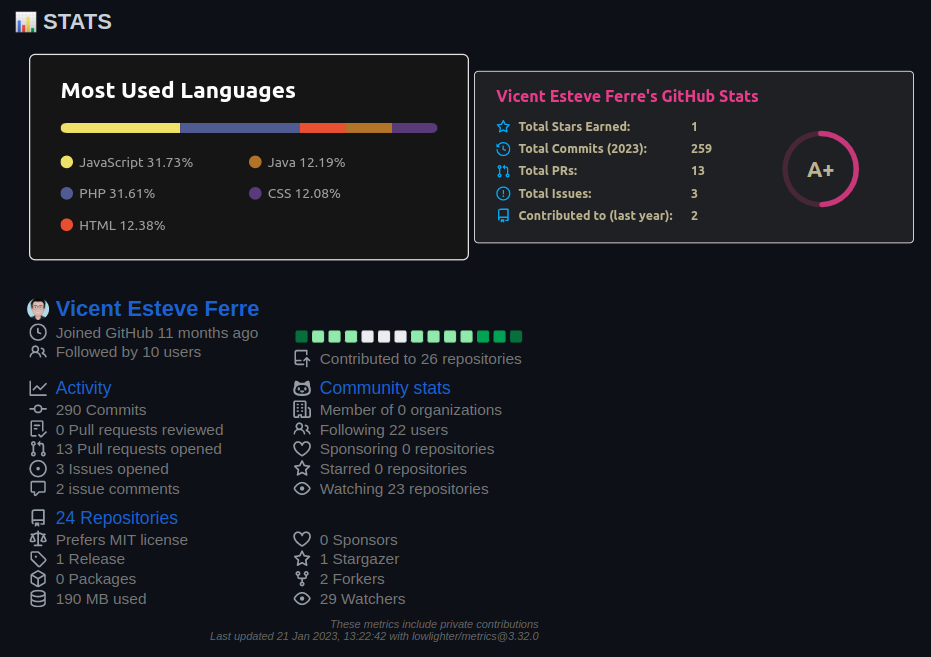 STATS
Most Used Languages
JavaScript 31.73%
Java 12.19%
PHP 31.61%
CSS 12.08%
HTML 12.38%
Vicent Esteve Ferre's GitHub Stats
Total Stars Earned: 1
Total Commits (2023): 259
Total PRs: 13
Total Issues: 3
Contributed to (last year): 2
A+
Vicent Esteve Ferre
Joined GitHub 11 months ago
Followed by 10 users
Contributed to 26 repositories
Activity
290 Commits
0 Pull requests reviewed
13 Pull requests opened
3 Issues opened
2 issue comments
Community stats
Member of 0 organizations
Following 22 users
Sponsoring 0 repositories
Starred 0 repositories
Watching 23 repositories
24 Repositories
Prefers MIT license
1 Release
0 Packages
190 MB used
0 Sponsors
1 Stargazer
2 Forkers
29 Watchers
These metrics include private contributions
Last updated 21 Jan 2023, 13:22:42 with lowlighter/metrics@3.32.0